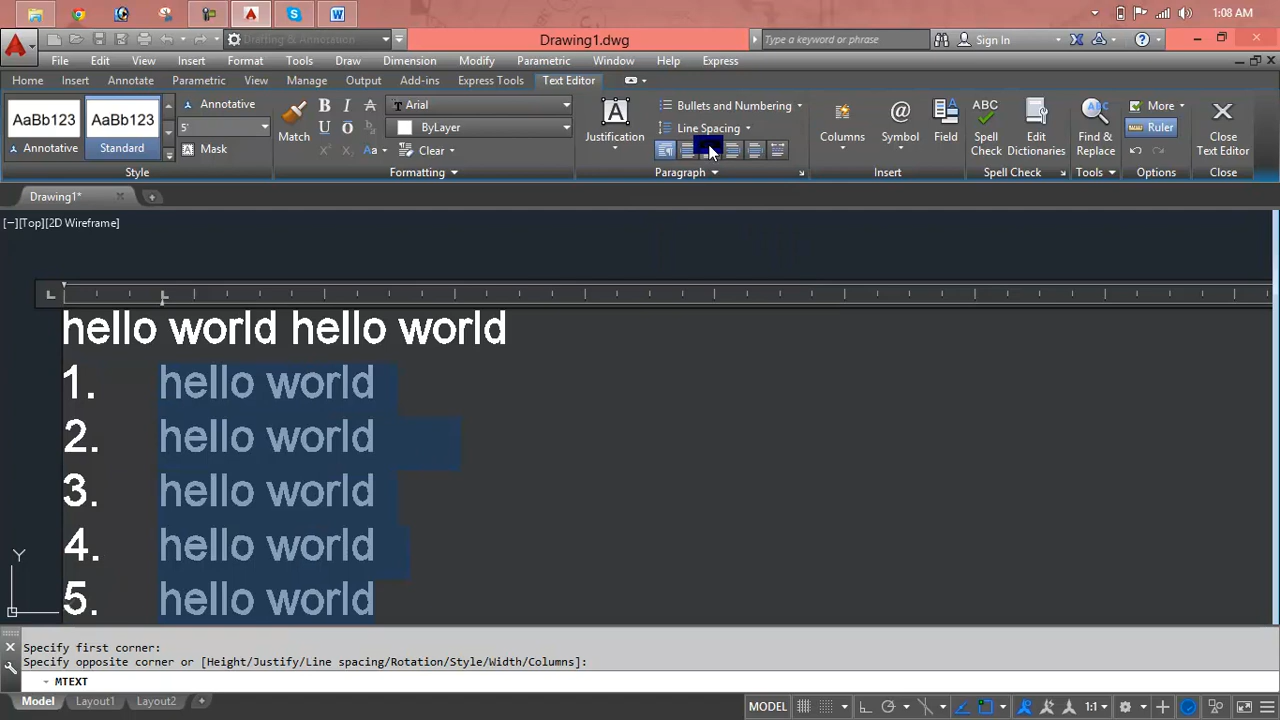 1:08 AM
Drafting & Annotation
Drawing1.dwg
Type a keyword or phrase
Sign In
File Edit View Insert Format Tools Draw Dimension Modify Parametric Window Help Express
Home Insert Annotate Parametric View Manage Output Add-ins Express Tools Text Editor
AaBb123 AaBb123
Annotative Standard
Annotative
5'
Mask
Style
Match
B I A Arial
U O ByLayer
Aa Clear
Formatting
Justification
Bullets and Numbering
Line Spacing
Paragraph
Columns
Symbol
Field
Insert
ABC
Spell Check
Edit Dictionaries
Spell Check
Find & Replace
Tools
More
Ruler
Options
Close Text Editor
Close
Drawing1*
[−][Top][2D Wireframe]
hello world hello world
1. hello world
2. hello world
3. hello world
4. hello world
5. hello world
Y
Specify first corner:
Specify opposite corner or [Height/Justify/Line spacing/Rotation/Style/Width/Columns]:
MTEXT
Model Layout1 Layout2
MODEL
1:1